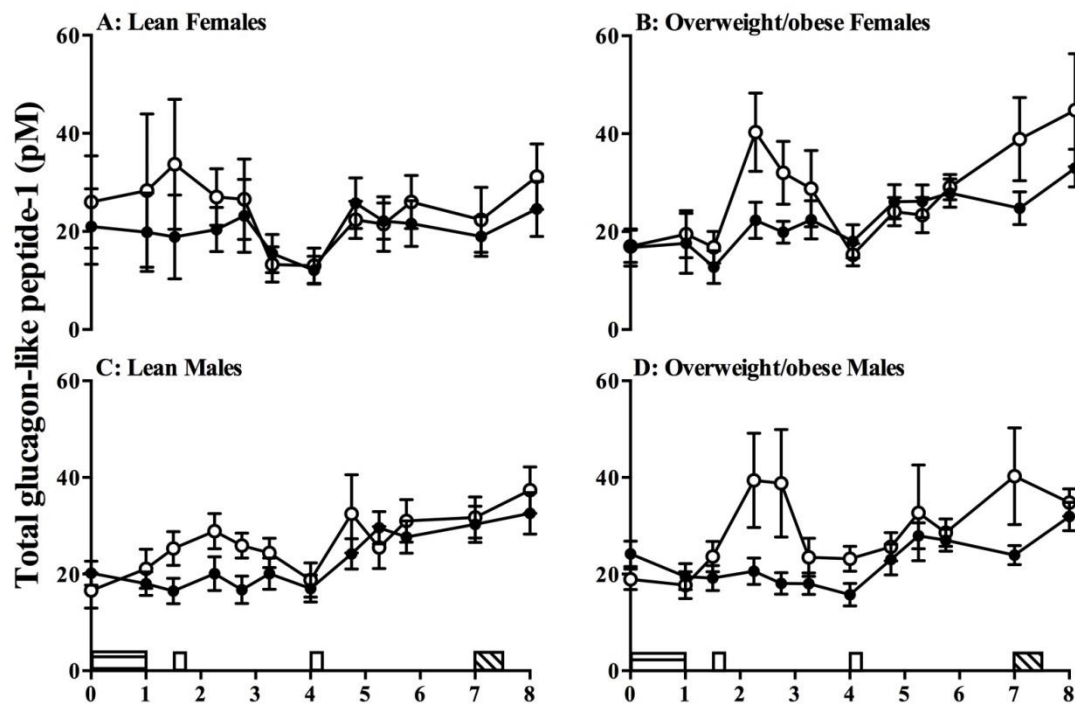 A: Lean Females
B: Overweight/obese Females
60
40
20
0
60
40
20
0
Total glucagon-like peptide-1 (pM)
C: Lean Males
D: Overweight/obese Males
60
40
20
0
60
40
20
0
0 1 2 3 4 5 6 7 8
0 1 2 3 4 5 6 7 8